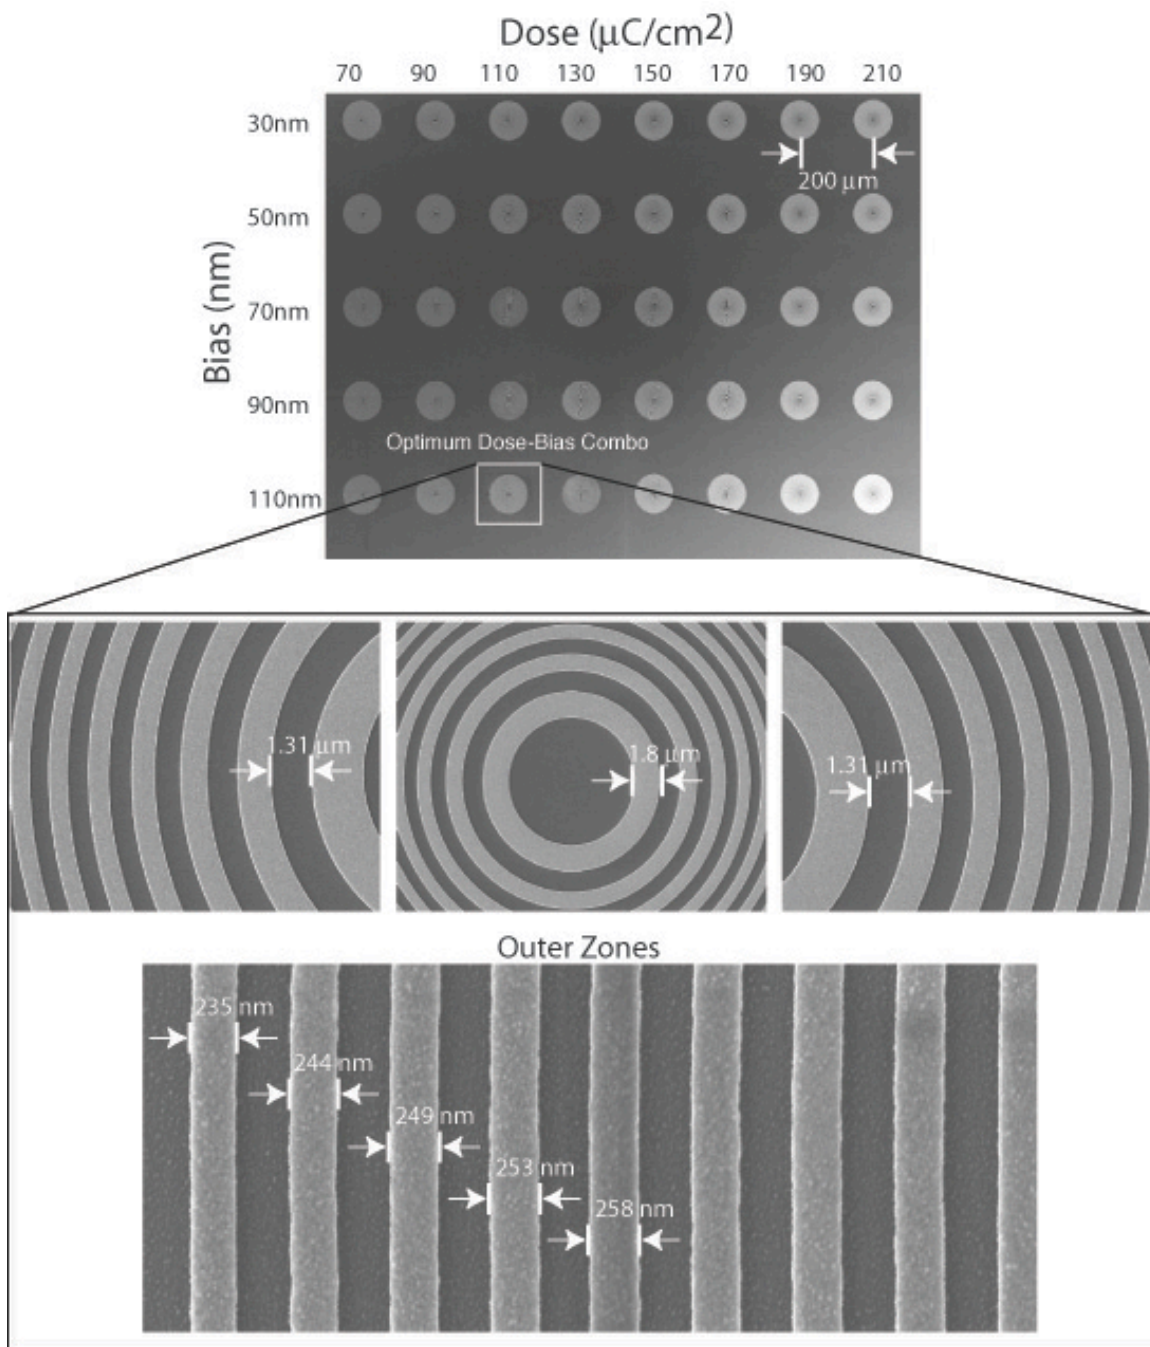 Dose (μC/cm2)
70 90 110 130 150 170 190 210
Bias (nm)
30nm
200 μm
50nm
70nm
90nm
Optimum Dose-Bias Combo
110nm
1.31 μm
1.8 μm
1.31 μm
Outer Zones
235 nm
244 nm
249 nm
253 nm
258 nm